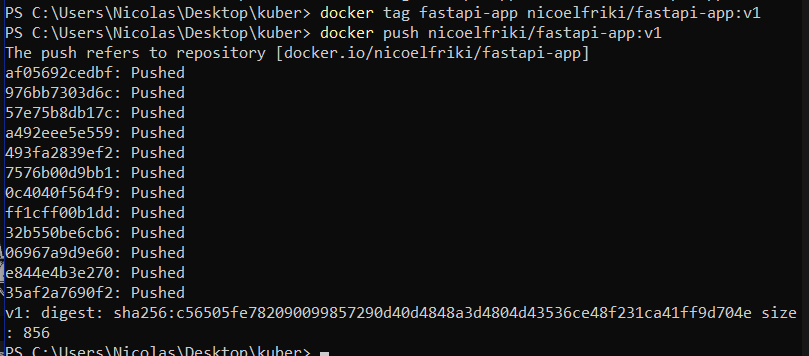 PS C:\Users\Nicolas\Desktop\kuber> docker tag fastapi-app nicoelfriki/fastapi-app:v1
PS C:\Users\Nicolas\Desktop\kuber> docker push nicoelfriki/fastapi-app:v1
The push refers to repository [docker.io/nicoelfriki/fastapi-app]
af05692cedbf: Pushed
976bb7303d6c: Pushed
57e75b8db17c: Pushed
a492eee5e559: Pushed
493fa2839ef2: Pushed
7576b00d9bb1: Pushed
0c4040f564f9: Pushed
ff1cff00b1dd: Pushed
32b550be6cb6: Pushed
06967a9d9e60: Pushed
e844e4b3e270: Pushed
35af2a7690f2: Pushed
v1: digest: sha256:c56505fe782090099857290d40d4848a3d4804d43536ce48f231ca41ff9d704e size
: 856
PS C:\Users\Nicolas\Desktop\kuber>